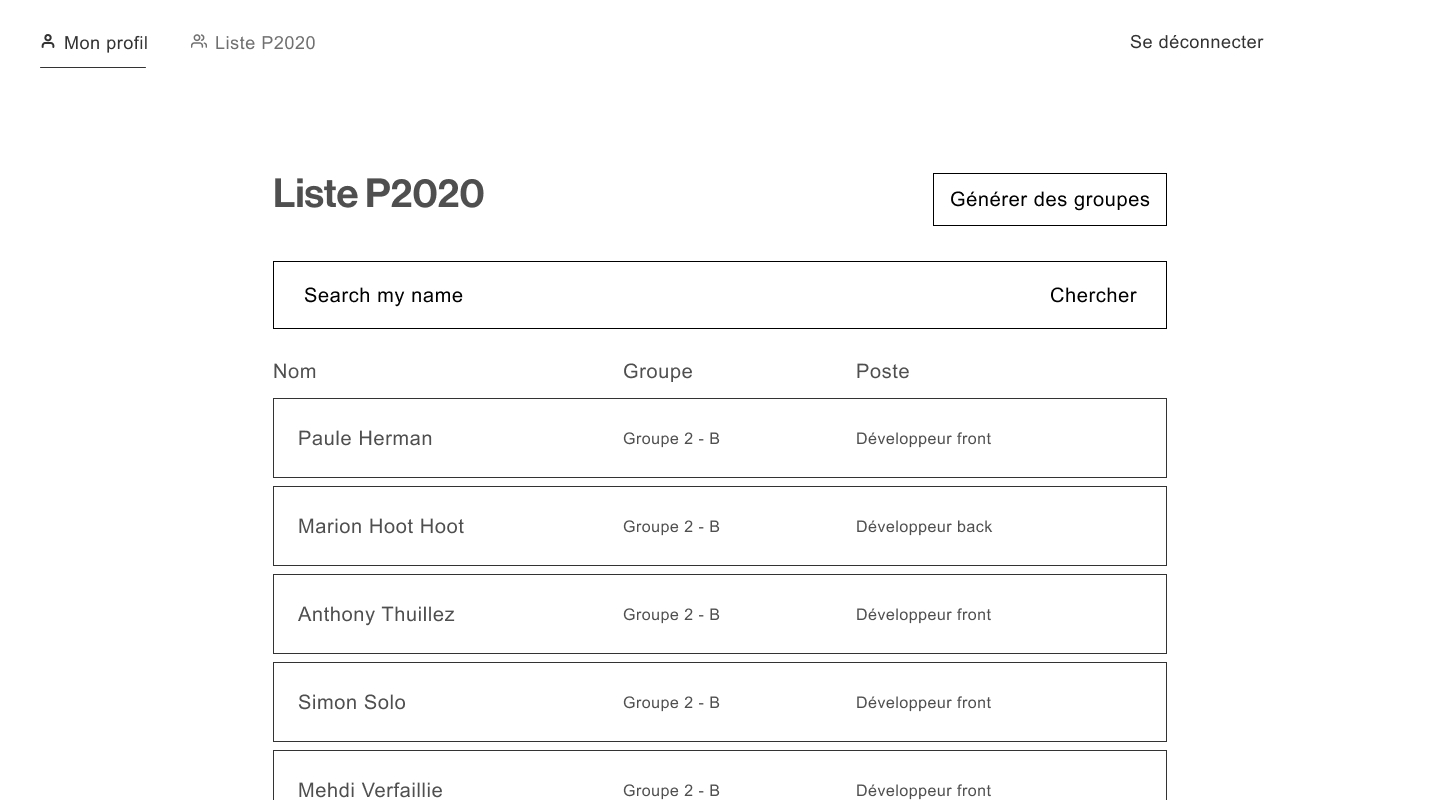 Mon profil Liste P2020 Se déconnecter
Liste P2020 Générer des groupes
Search my name Chercher
Nom Groupe Poste
Paule Herman Groupe 2 - B Développeur front
Marion Hoot Hoot Groupe 2 - B Développeur back
Anthony Thuillez Groupe 2 - B Développeur front
Simon Solo Groupe 2 - B Développeur front
Mehdi Verfaillie Groupe 2 - B Développeur front